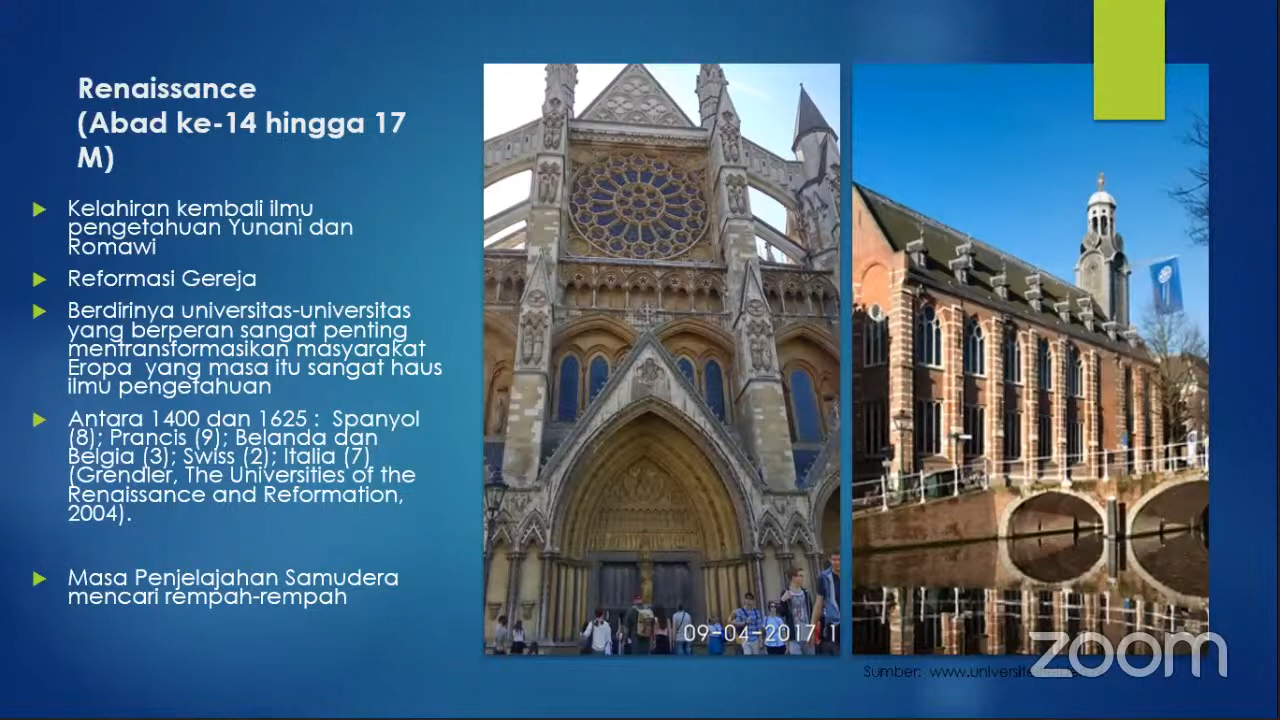 Renaissance
(Abad ke-14 hingga 17
M)
Kelahiran kembali ilmu
pengetahuan Yunani dan
Romawi
Reformasi Gereja
Berdirinya universitas-universitas
yang berperan sangat penting
mentransformasikan masyarakat
Eropa yang masa itu sangat haus
ilmu pengetahuan
Antara 1400 dan 1625 : Spanyol
(8); Prancis (9); Belanda dan
Belgia (3); Swiss (2); Italia (7)
(Grendler, The Universities of the
Renaissance and Reformation,
2004).
Masa Penjelajahan Samudera
mencari rempah-rempah
09-04-2017 1
Sumber:
zoom